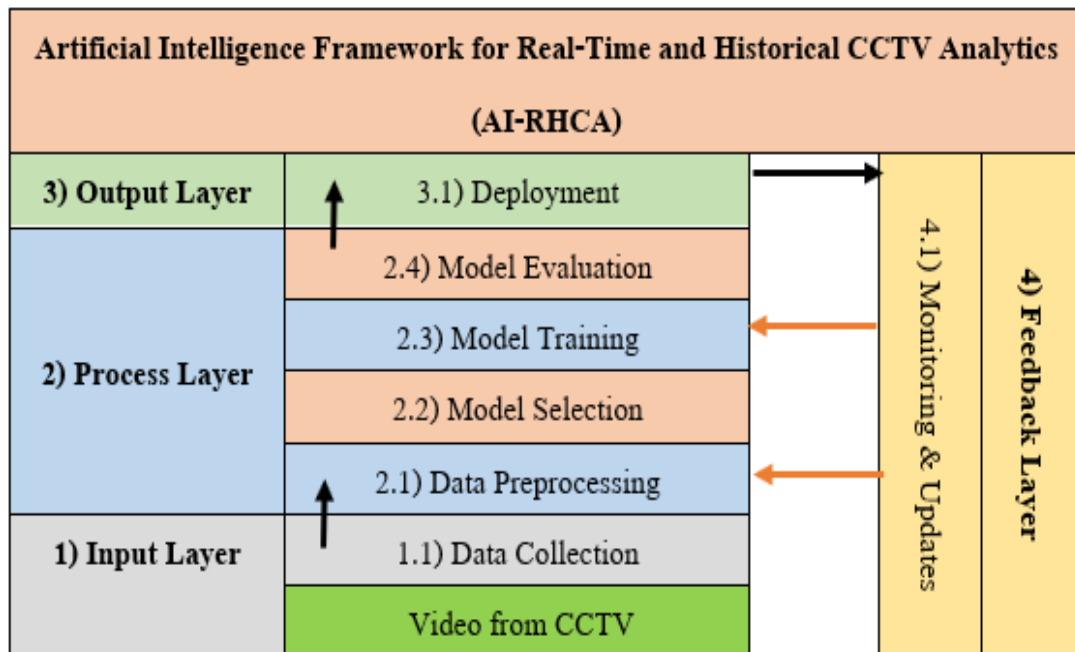 Artificial Intelligence Framework for Real-Time and Historical CCTV Analytics
(AI-RHCA)
3) Output Layer
3.1) Deployment
2) Process Layer
2.4) Model Evaluation
2.3) Model Training
2.2) Model Selection
2.1) Data Preprocessing
1) Input Layer
1.1) Data Collection
Video from CCTV
4.1) Monitoring & Updates
4) Feedback Layer